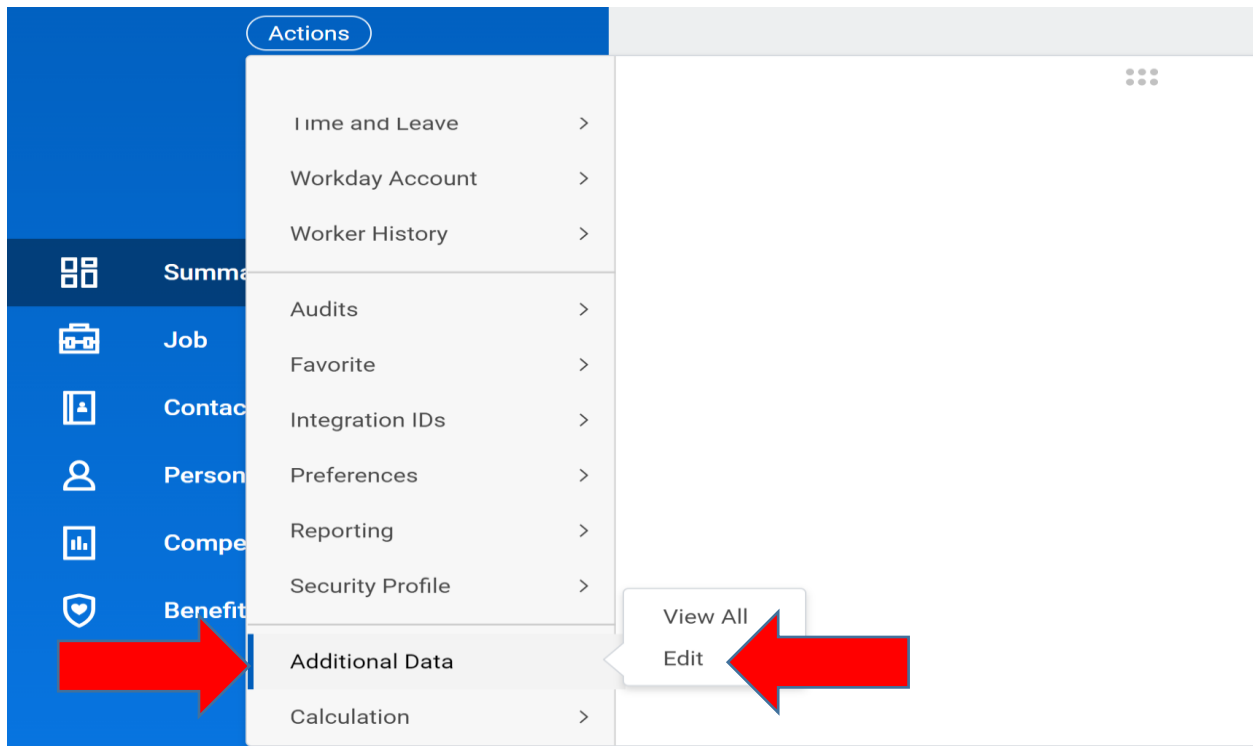 Actions
Time and Leave
Workday Account
Worker History
Summa
Audits
Job
Favorite
Contac
Integration IDs
Person
Preferences
Compe
Reporting
Benefit
Security Profile
View All
Additional Data
Edit
Calculation